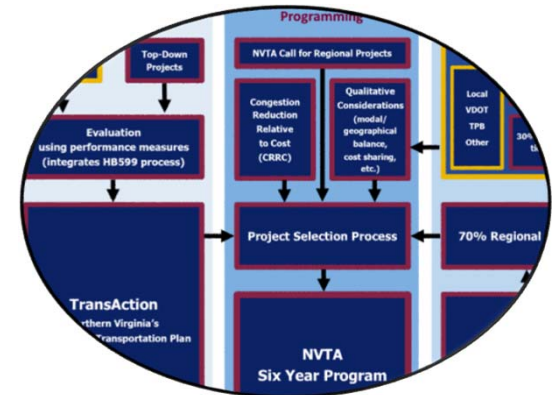 Programming
Top-Down
Projects
NVTA Call for Regional Projects
Congestion
Reduction
Relative
to Cost
(CRRC)
Qualitative
Considerations
(modal/
geographical
balance,
cost sharing,
etc.)
Local
VDOT
TPB
Other
30%
Evaluation
using performance measures
(integrates HB599 process)
Project Selection Process
70% Regional
TransAction
thern Virginia's
Transportation Plan
NVTA
Six Year Program